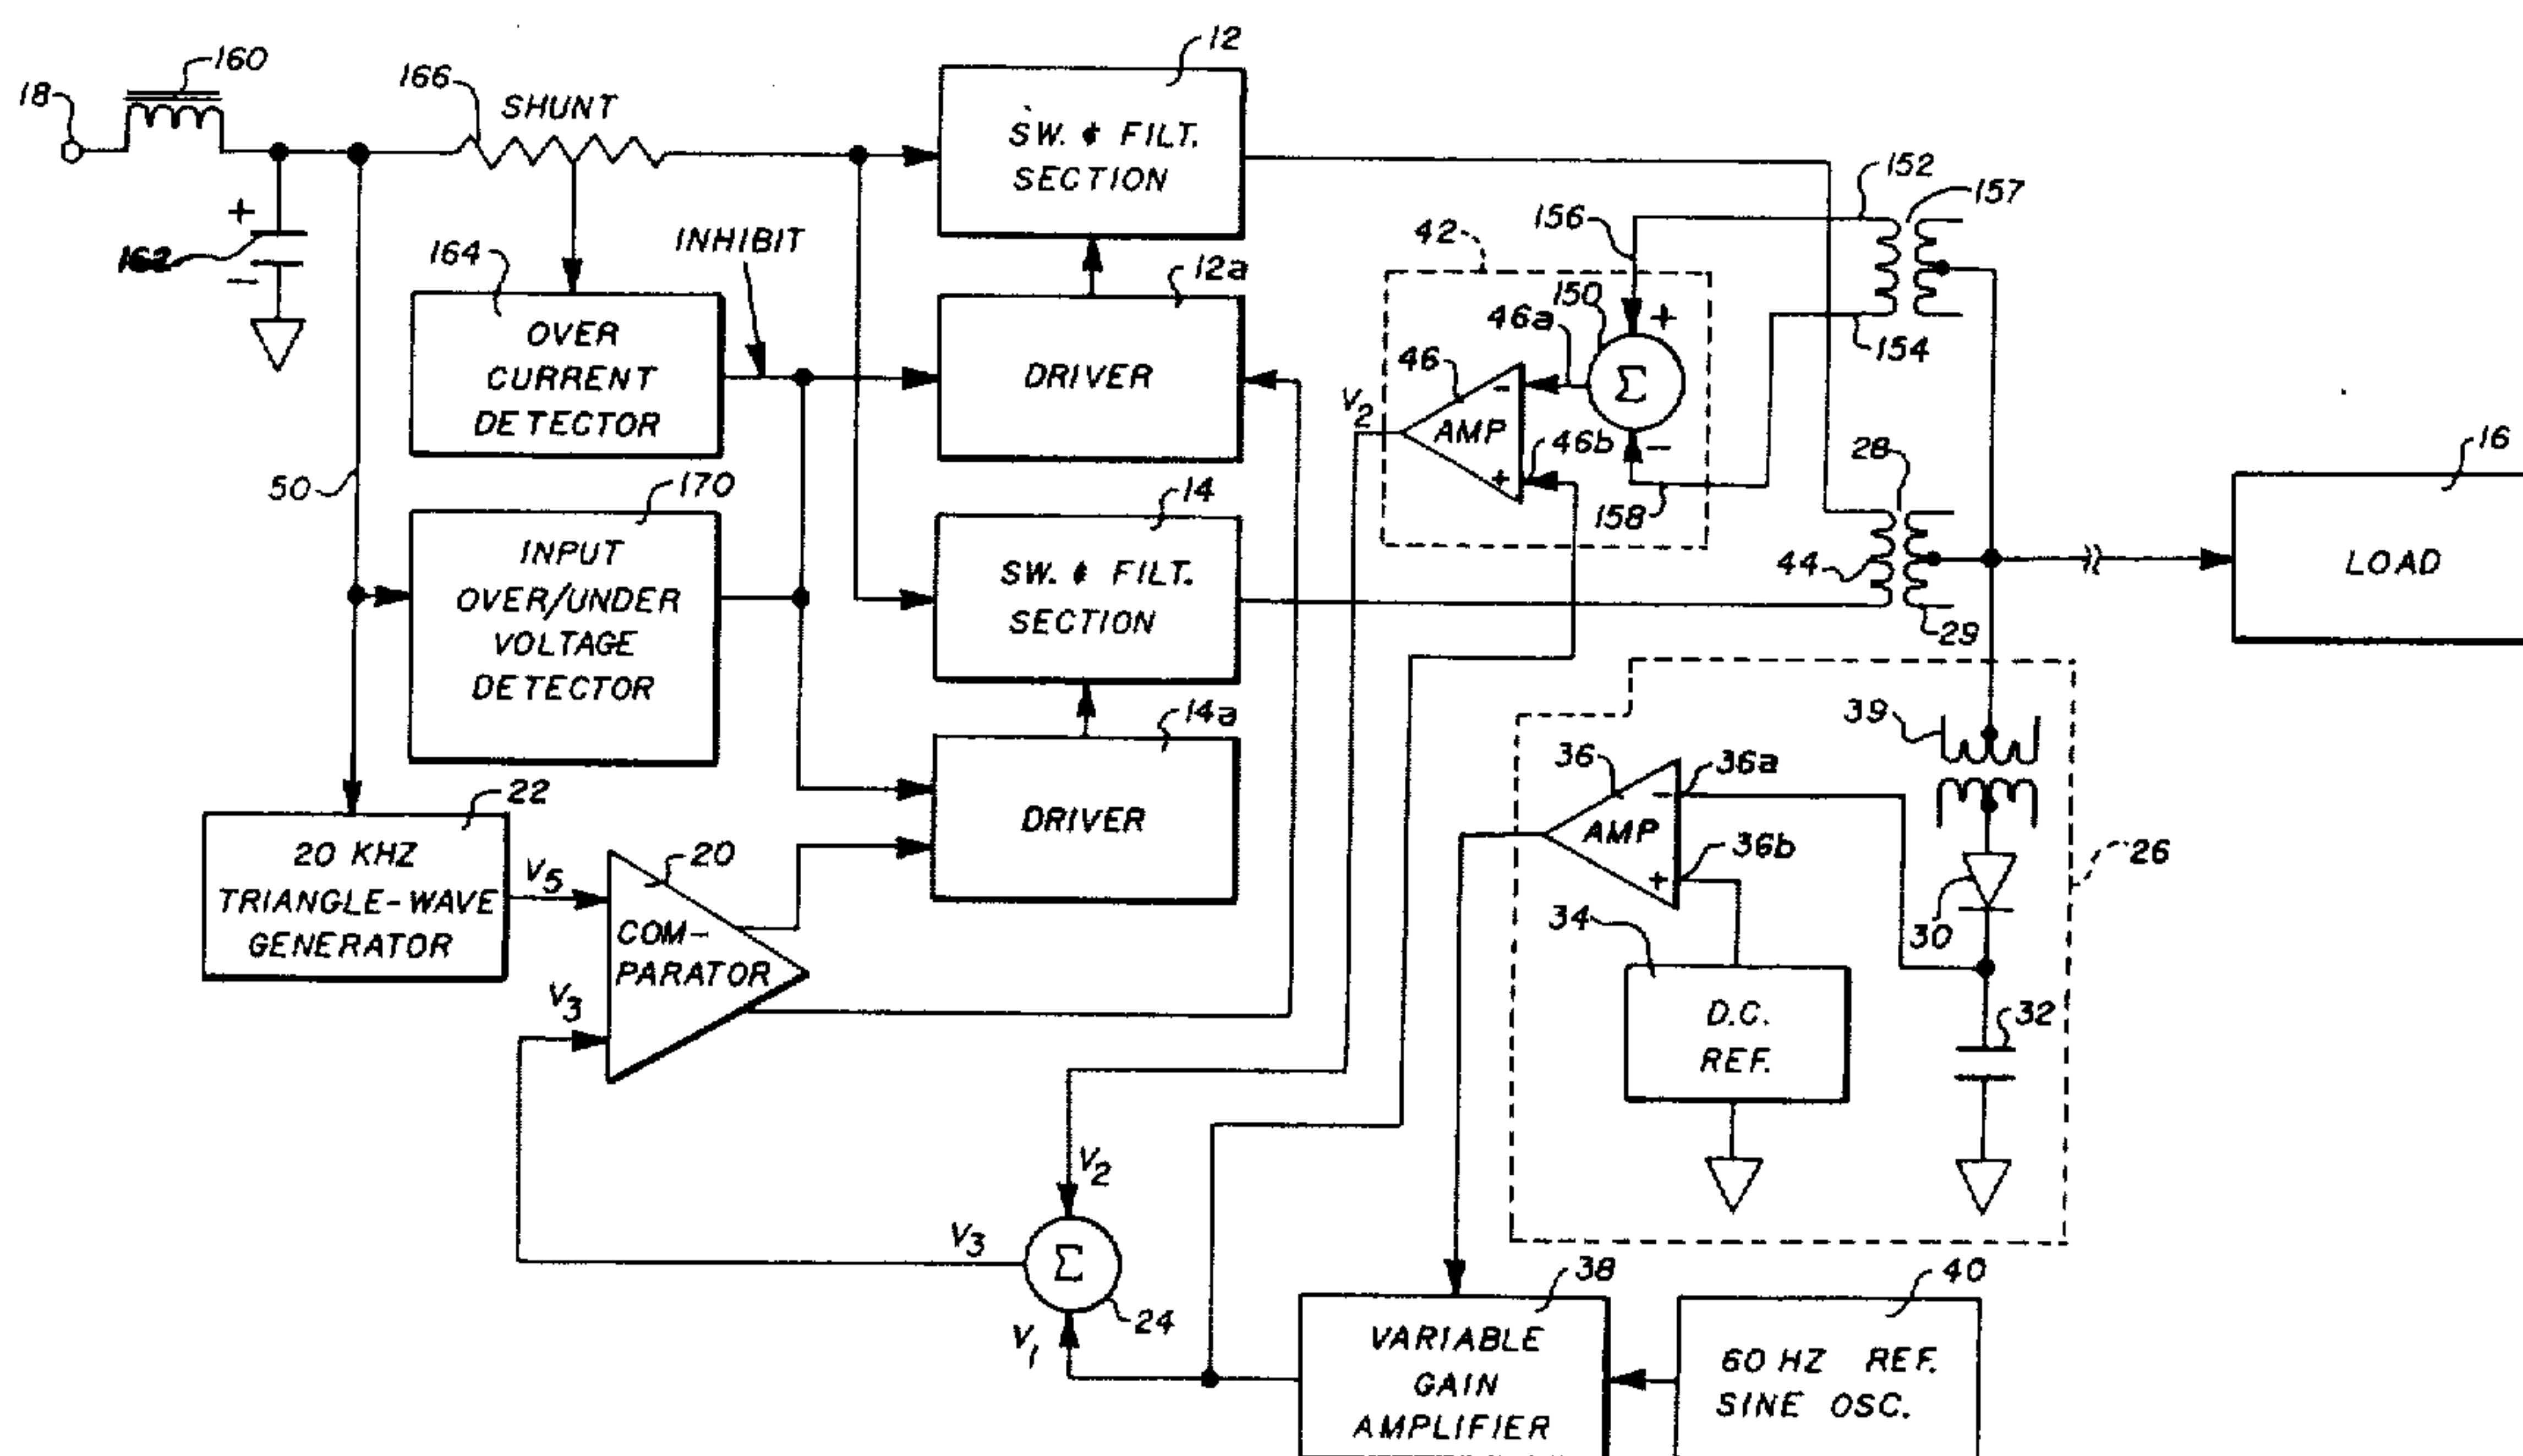 18
160
166
SHUNT
+
162
-
50
164
OVER
CURRENT
DETECTOR
INHIBIT
170
INPUT
OVER/UNDER
VOLTAGE
DETECTOR
12
SW. & FILT.
SECTION
12a
DRIVER
14
SW. & FILT.
SECTION
14a
DRIVER
22
20 KHZ
TRIANGLE-WAVE
GENERATOR
V5
V3
20
COM-
PARATOR
42
156
150
+
Σ
-
46a
46
-
AMP
+
46b
V2
158
152
157
154
28
44
29
16
LOAD
39
36
36a
-
AMP
+
36b
34
D.C.
REF.
30
32
26
V2
V3
Σ
24
V1
38
VARIABLE
GAIN
AMPLIFIER
40
60 HZ REF.
SINE OSC.